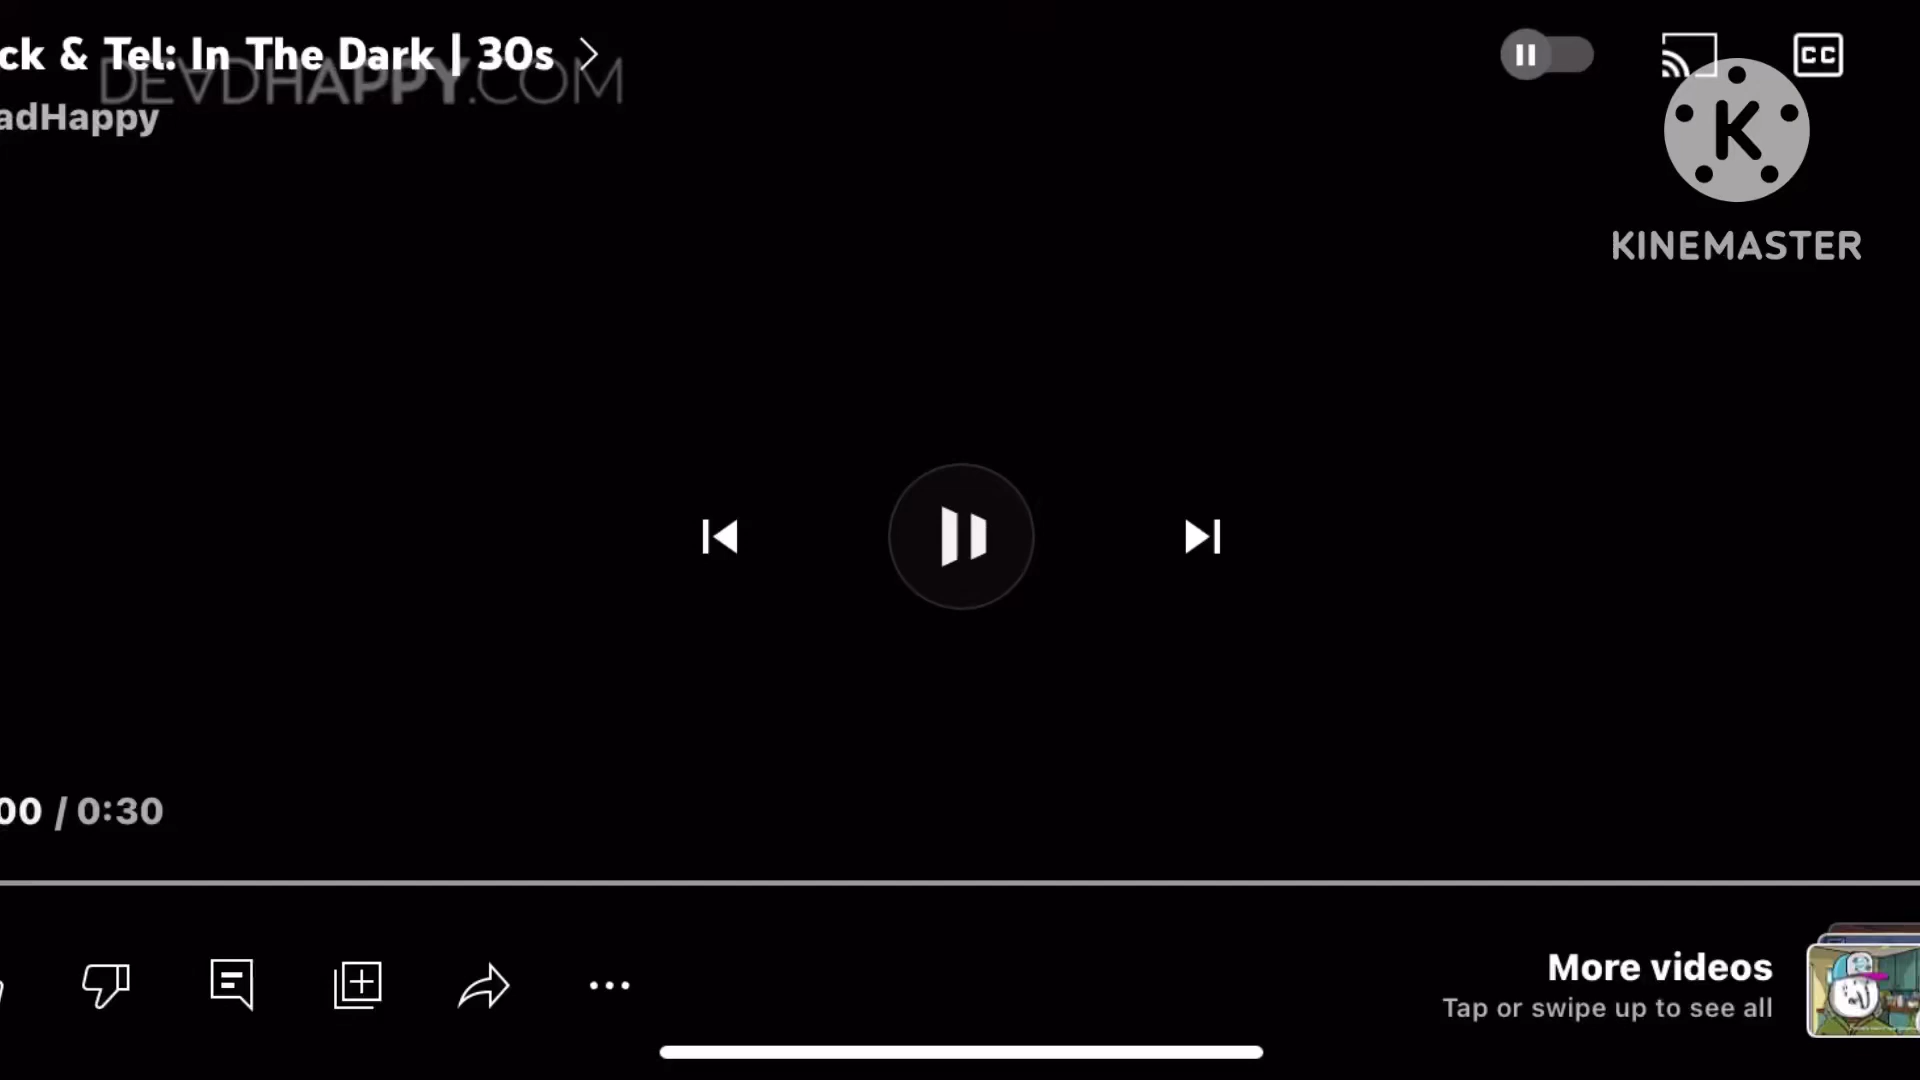 ck & Tel: In The Dark | 30s
DEADHAPPY.COM
adHappy
CC
K
KINEMASTER
00 / 0:30
More videos
Tap or swipe up to see all